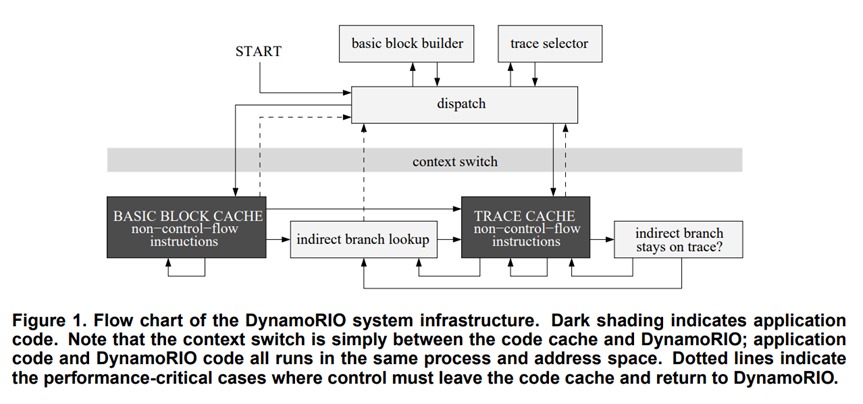 basic block builder
trace selector
START
dispatch
context switch
BASIC BLOCK CACHE
non−control−flow
instructions
indirect branch lookup
TRACE CACHE
non−control−flow
instructions
indirect branch
stays on trace?
Figure 1. Flow chart of the DynamoRIO system infrastructure. Dark shading indicates application
code. Note that the context switch is simply between the code cache and DynamoRIO; application
code and DynamoRIO code all runs in the same process and address space. Dotted lines indicate
the performance-critical cases where control must leave the code cache and return to DynamoRIO.